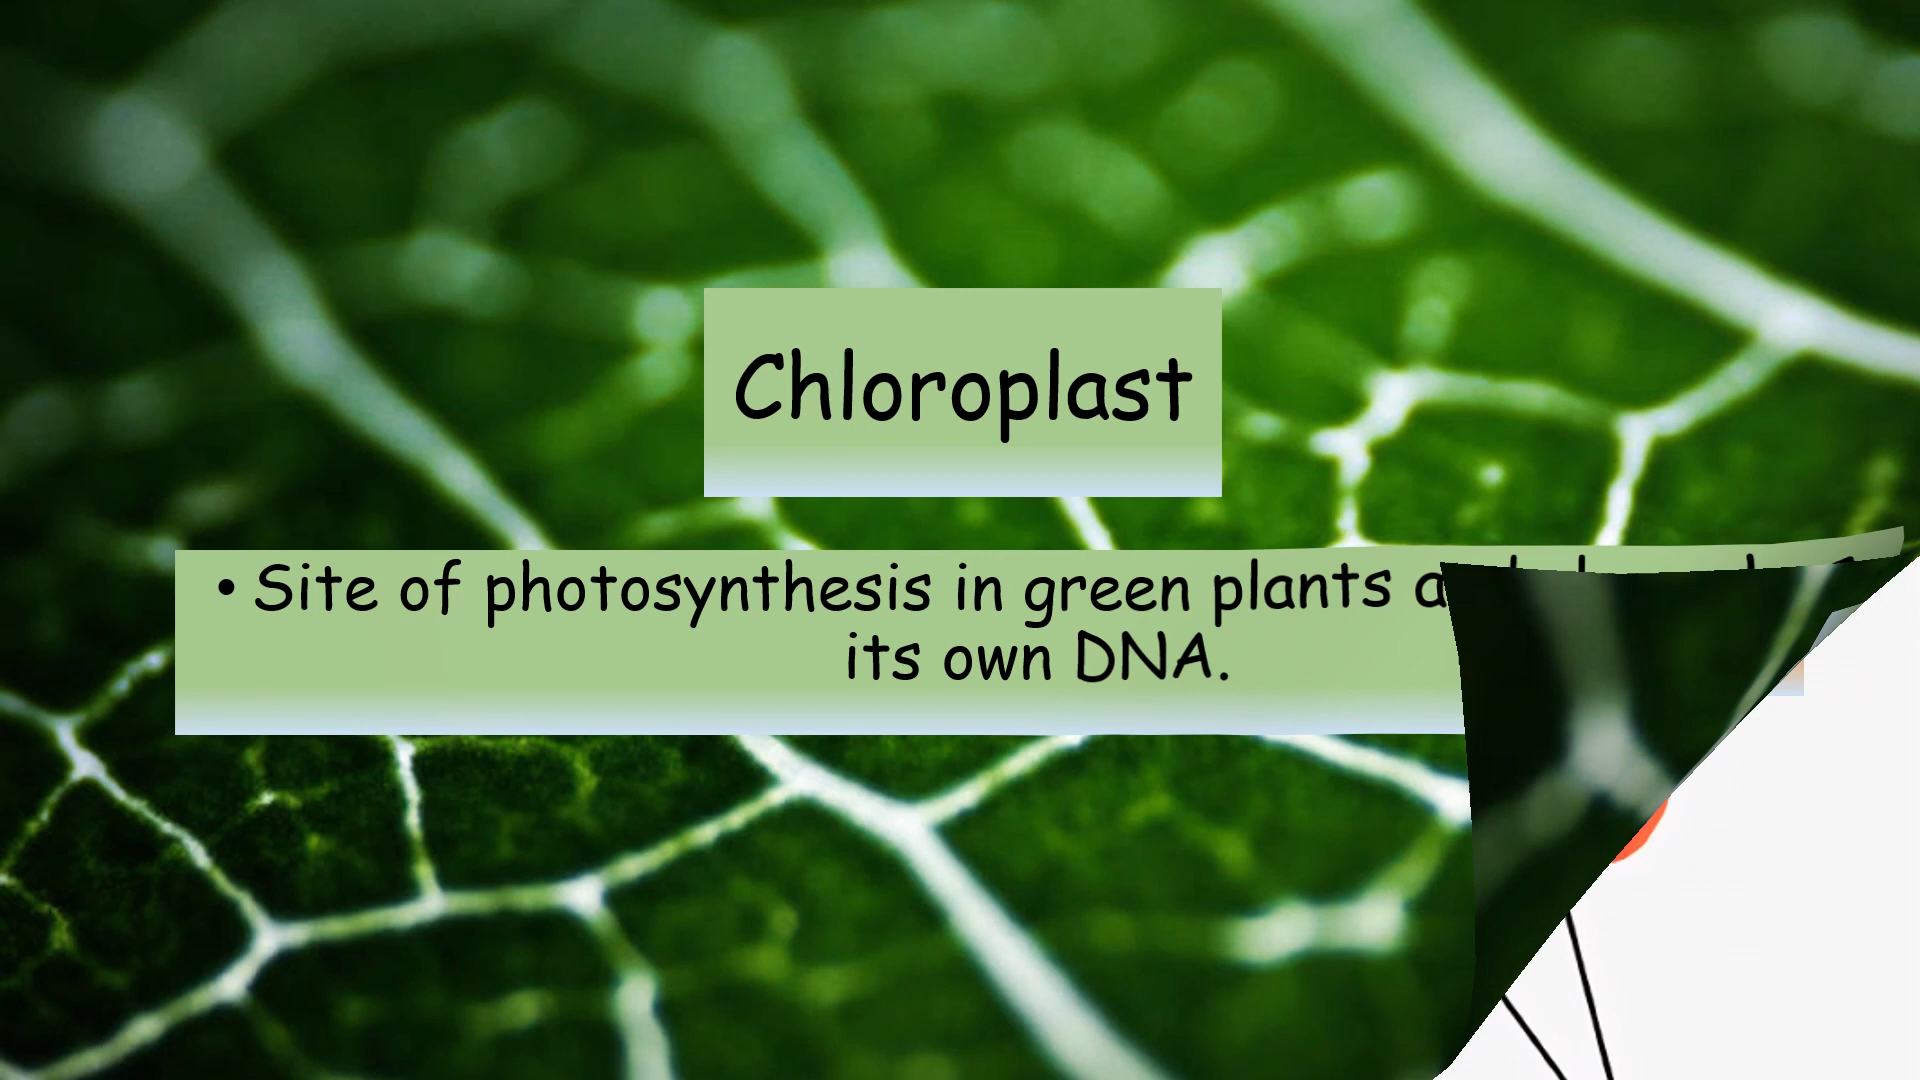 Chloroplast
• Site of photosynthesis in green plants
its own DNA.